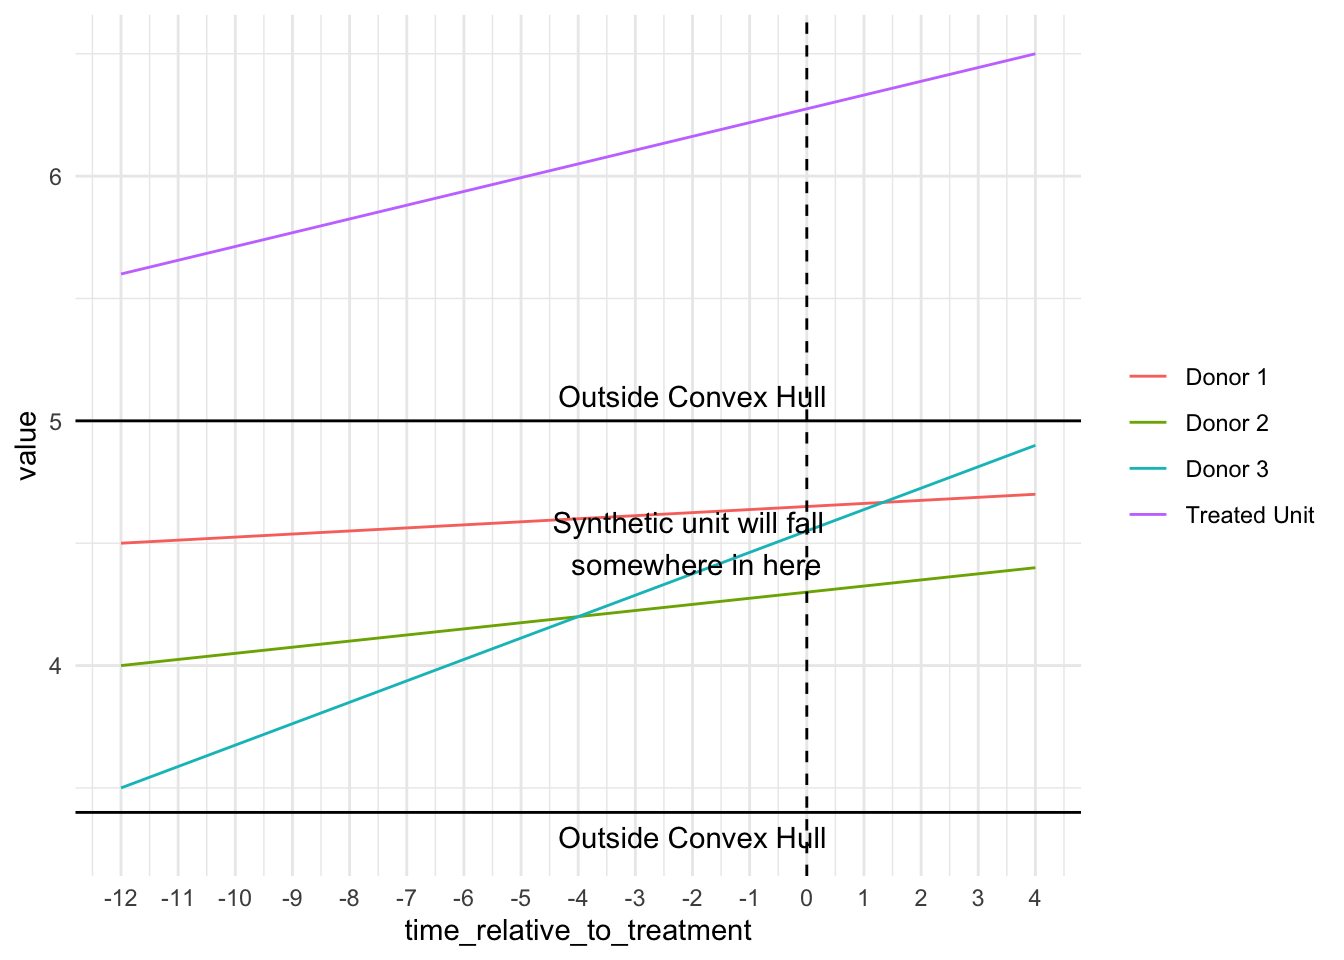 6
Outside Convex Hull
5
value
Synthetic unit will fall
somewhere in here
4
Outside Convex Hull
-12 -11 -10 -9 -8 -7 -6 -5 -4 -3 -2 -1 0 1 2 3 4
time_relative_to_treatment
Donor 1
Donor 2
Donor 3
Treated Unit